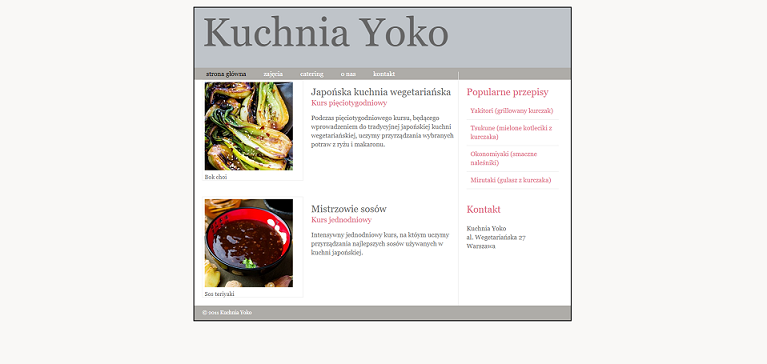 Kuchnia Yoko
strona główna zajęcia catering o nas kontakt
Japońska kuchnia wegetariańska
Kurs pięciotygodniowy
Podczas pięciotygodniowego kursu, będącego
wprowadzeniem do tradycyjnej japońskiej kuchni
wegetariańskiej, uczymy przyrządzania wybranych
potraw z ryżu i makaronu.
Bok choi
Mistrzowie sosów
Kurs jednodniowy
Intensywny jednodniowy kurs, na którym uczymy
przyrządzania najlepszych sosów używanych w
kuchni japońskiej.
Sos teriyaki
Popularne przepisy
Yakitori (grillowany kurczak)
Tsukune (mielone kotleciki z
kurczaka)
Okonomiyaki (smaczne
naleśniki)
Mizutaki (gulasz z kurczaka)
Kontakt
Kuchnia Yoko
al. Wegetariańska 27
Warszawa
© 2011 Kuchnia Yoko